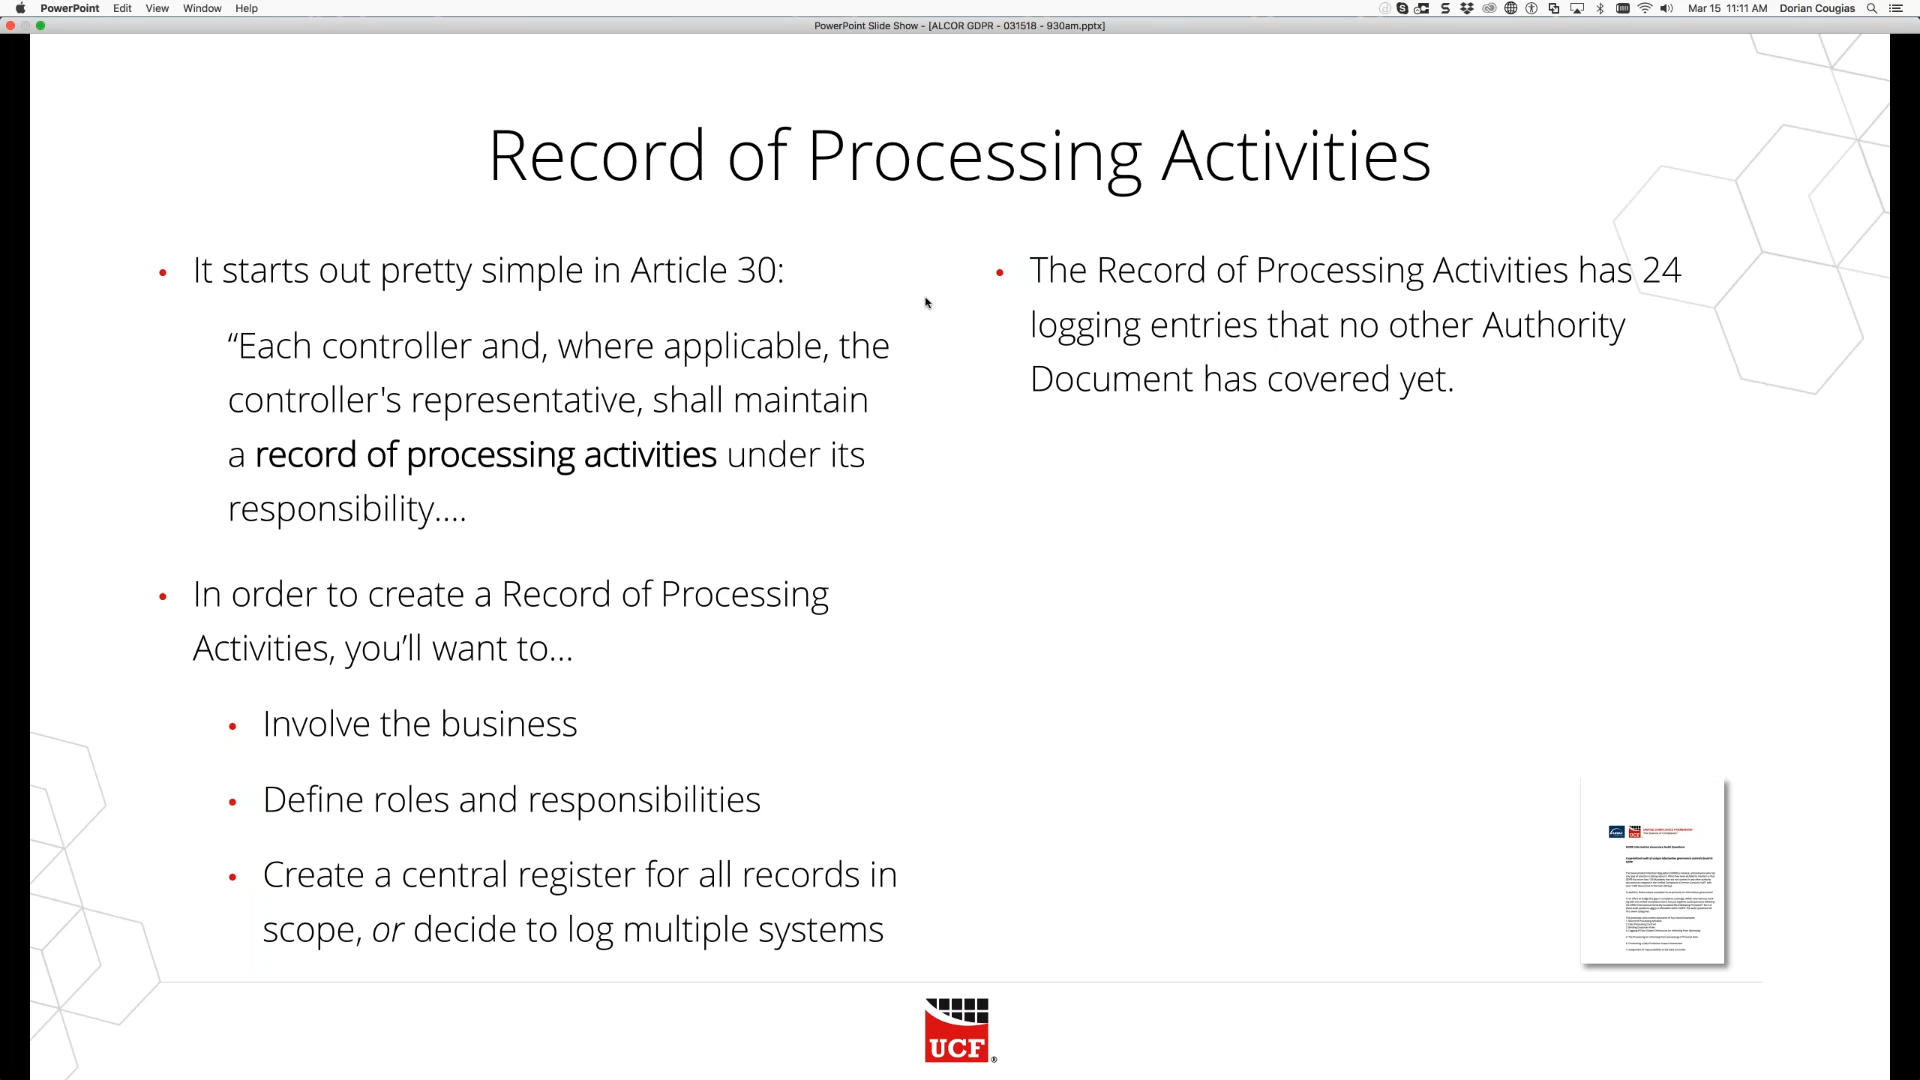 PowerPoint Edit View Window Help
Mar 15 11:11 AM Dorian Cougias
PowerPoint Slide Show - [ALCOR GDPR - 031518 - 930am.pptx]
Record of Processing Activities
• It starts out pretty simple in Article 30:
“Each controller and, where applicable, the
controller's representative, shall maintain
a record of processing activities under its
responsibility....
• In order to create a Record of Processing
Activities, you’ll want to...
• Involve the business
• Define roles and responsibilities
• Create a central register for all records in
scope, or decide to log multiple systems
• The Record of Processing Activities has 24
logging entries that no other Authority
Document has covered yet.
UCF®